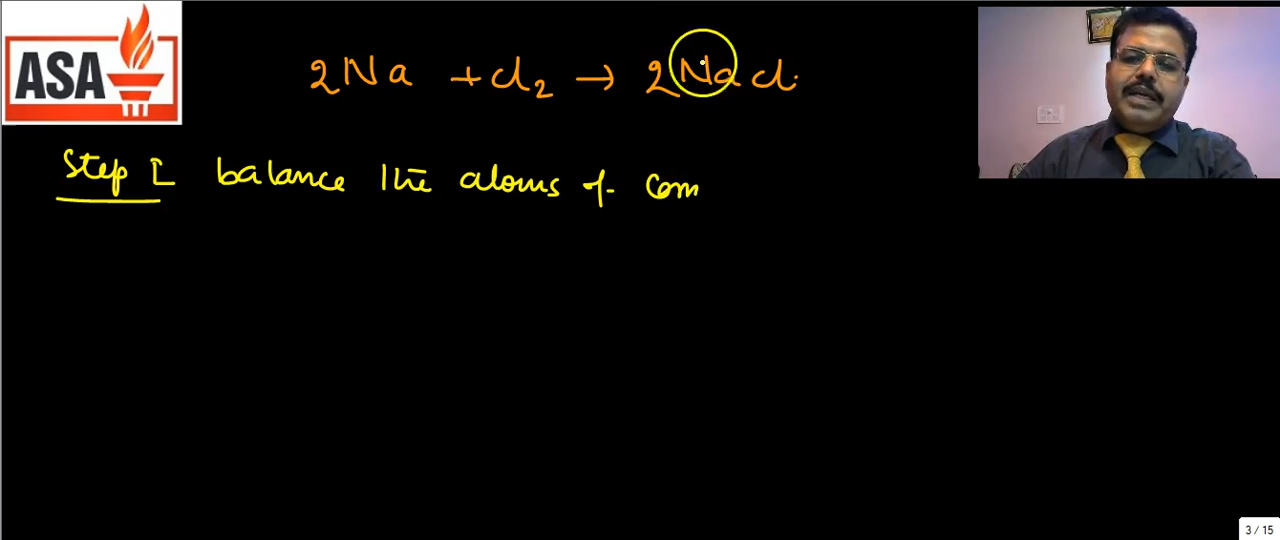 ASA
2Na + Cl2 → 2NaCl
Step I balance the atoms of com
3 / 15